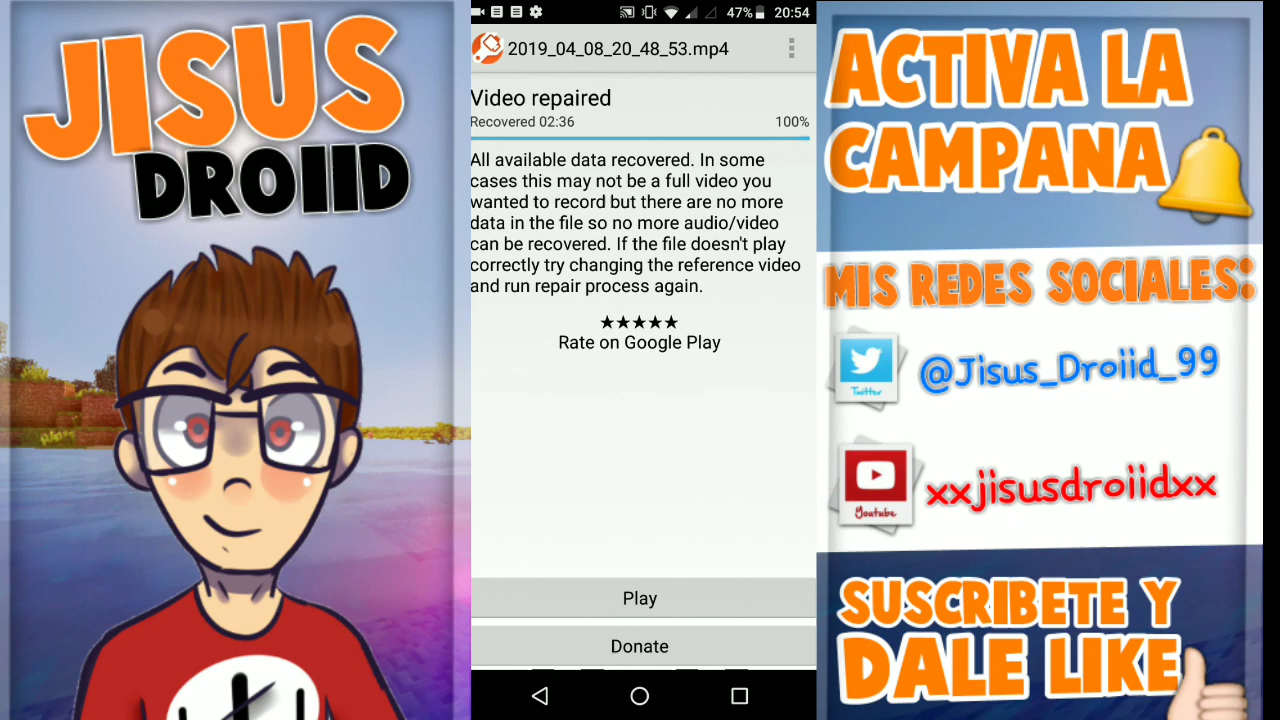 JISUS
DROIID
47% 20:54
2019_04_08_20_48_53.mp4
Video repaired
Recovered 02:36 100%
All available data recovered. In some
cases this may not be a full video you
wanted to record but there are no more
data in the file so no more audio/video
can be recovered. If the file doesn't play
correctly try changing the reference video
and run repair process again.
★★★★★
Rate on Google Play
Play
Donate
ACTIVA LA
CAMPANA
MIS REDES SOCIALES:
Twitter
@Jisus_Droiid_99
Youtube
xxjisusdroiidxx
SUSCRIBETE Y
DALE LIKE